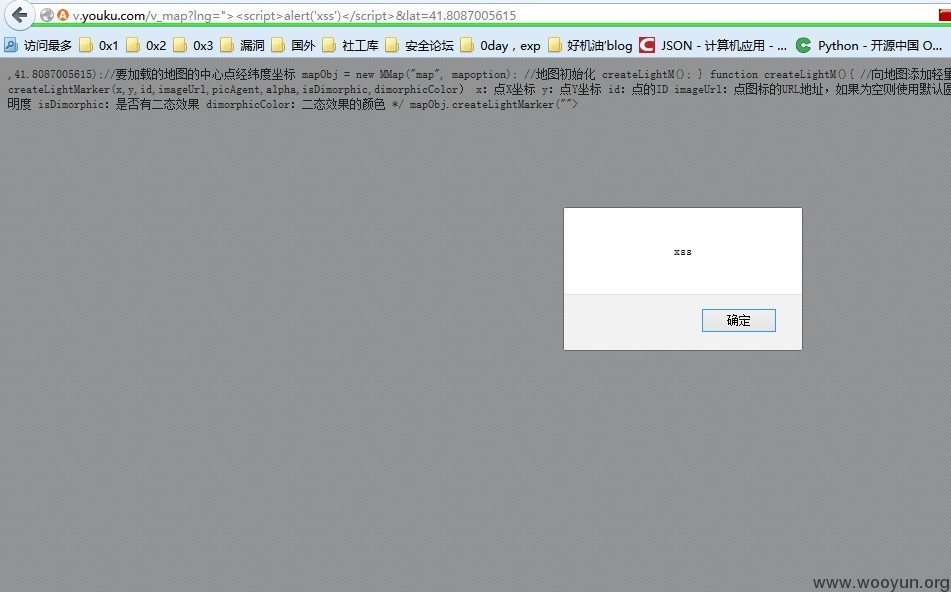 v.youku.com/v_map?lng="><script>alert('xss')</script>&lat=41.8087005615
访问最多 0x1 0x2 0x3 漏洞 国外 社工库 安全论坛 0day，exp 好机油'blog JSON - 计算机应用 - ... Python - 开源中国 O...
,41.8087005615);//要加载的地图的中心点经纬度坐标 mapObj = new MMap("map", mapoption); //地图初始化 createLightM(); } function createLightM(){ //向地图添加轻量
createLightMarker(x,y,id,imageUrl,picAgent,alpha,isDimorphic,dimorphicColor) x：点X坐标 y：点Y坐标 id：点的ID imageUrl：点图标的URL地址，如果为空则使用默认圆
明度 isDimorphic：是否有二态效果 dimorphicColor：二态效果的颜色 */ mapObj.createLightMarker("">
xss
确定
www.wooyun.org